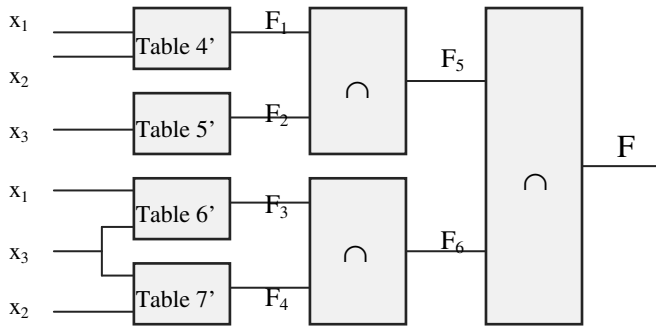 x₁ Table 4’ F₁ F₅
x₂ ∩
x₃ Table 5’ F₂ F
x₁ Table 6’ F₃ ∩
x₃ ∩ F₆
x₂ Table 7’ F₄